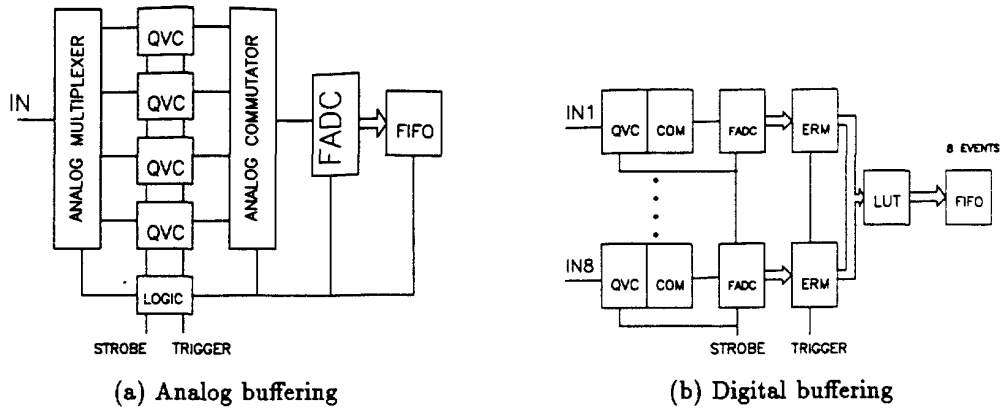 IN
ANALOG MULTIPLEXER
QVC
QVC
QVC
QVC
LOGIC
ANALOG COMMUTATOR
FADC
FIFO
STROBE TRIGGER
(a) Analog buffering
IN1
QVC COM FADC ERM
8 EVENTS
LUT FIFO
IN8
QVC COM FADC ERM
STROBE TRIGGER
(b) Digital buffering